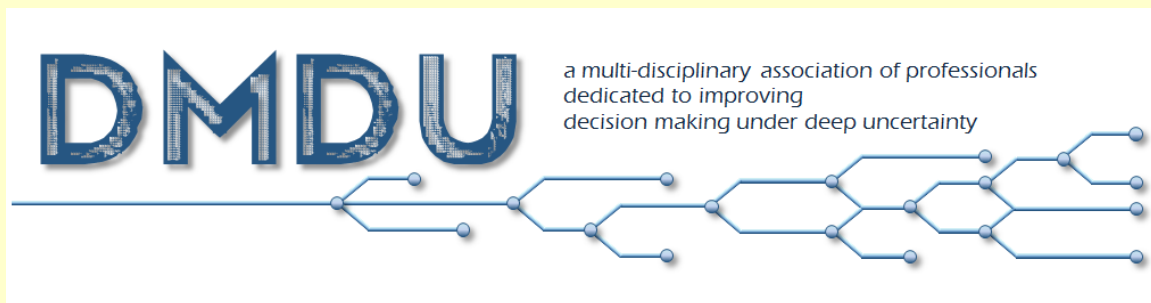 DMDU
a multi-disciplinary association of professionals
dedicated to improving
decision making under deep uncertainty